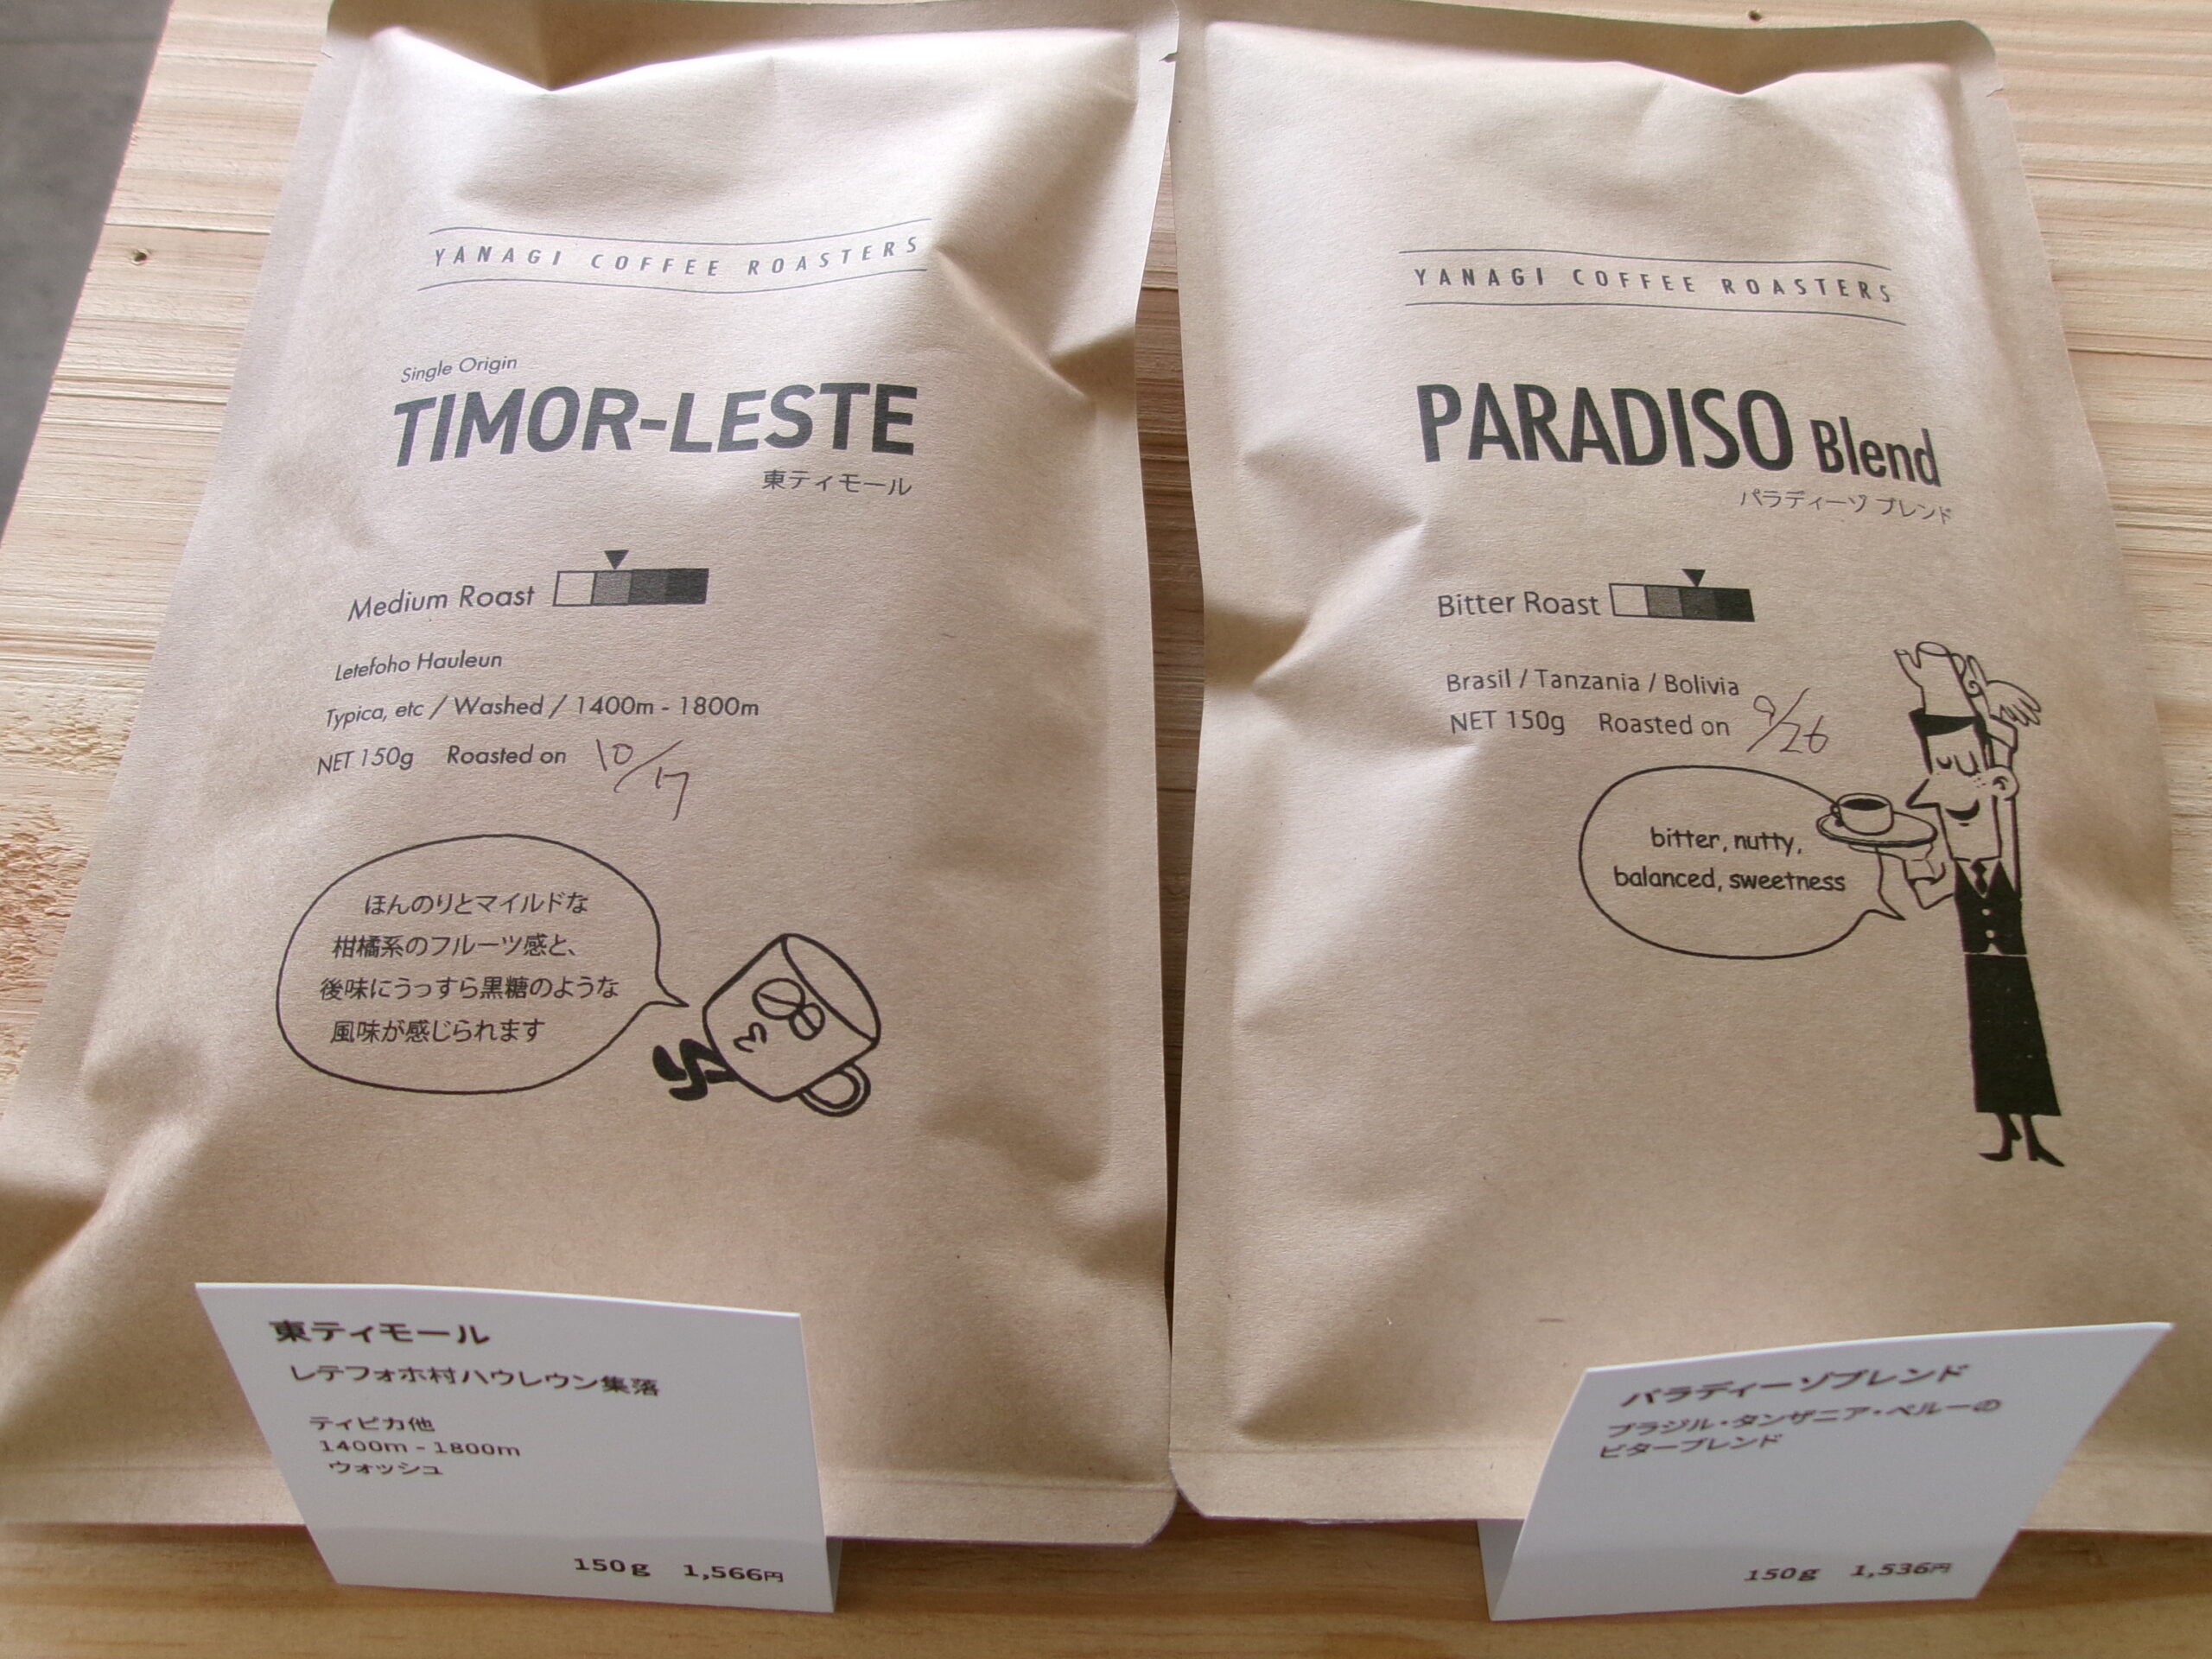 YANAGI COFFEE ROASTERS
Single Origin
TIMOR-LESTE
東ティモール
Medium Roast
Letefoho Hauleun
Typica, etc / Washed / 1400m - 1800m
NET 150g Roasted on 10/17
ほんのりとマイルドな
柑橘系のフルーツ感と、
後味にうっすら黒糖のような
風味が感じられます
東ティモール
レテフォホ村ハウレウン集落
ティピカ他
1400m - 1800m
ウォッシュ
150g 1,566円
YANAGI COFFEE ROASTERS
PARADISO Blend
パラディーゾ ブレンド
Bitter Roast
Brasil / Tanzania / Bolivia
NET 150g Roasted on 9/26
bitter, nutty,
balanced, sweetness
パラディーゾブレンド
ブラジル・タンザニア・ペルーの
ビターブレンド
150g 1,536円